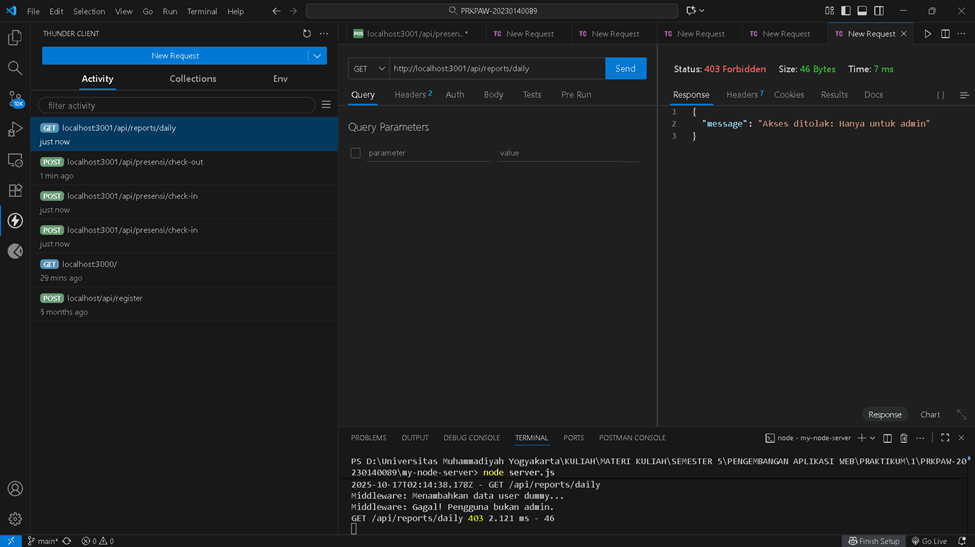 File Edit Selection View Go Run Terminal Help
PRKPAW-20230140089
THUNDER CLIENT
New Request
Activity Collections Env
filter activity
GET localhost:3001/api/reports/daily
just now
POST localhost:3001/api/presensi/check-out
1 min ago
POST localhost:3001/api/presensi/check-in
just now
POST localhost:3001/api/presensi/check-in
just now
GET localhost:3000/
29 mins ago
POST localhost/api/register
5 months ago
10K
POS localhost:3001/api/presen.. •
TC New Request
TC New Request
TC New Request
TC New Request
TC New Request
GET http://localhost:3001/api/reports/daily Send
Query Headers 2 Auth Body Tests Pre Run
Query Parameters
parameter value
Status: 403 Forbidden Size: 46 Bytes Time: 7 ms
Response Headers 7 Cookies Results Docs { }
1 {
2 "message": "Akses ditolak: Hanya untuk admin"
3 }
Response Chart
PROBLEMS OUTPUT DEBUG CONSOLE TERMINAL PORTS POSTMAN CONSOLE
node - my-node-server
PS D:\Universitas Muhammadiyah Yogyakarta\KULIAH\MATERI KULIAH\SEMESTER 5\PENGEMBANGAN APLIKASI WEB\PRAKTIKUM\1\PRKPAW-20
230140089\my-node-server> node server.js
2025-10-17T02:14:38.178Z - GET /api/reports/daily
Middleware: Menambahkan data user dummy...
Middleware: Gagal! Pengguna bukan admin.
GET /api/reports/daily 403 2.121 ms - 46
main* 0 0 Finish Setup Go Live